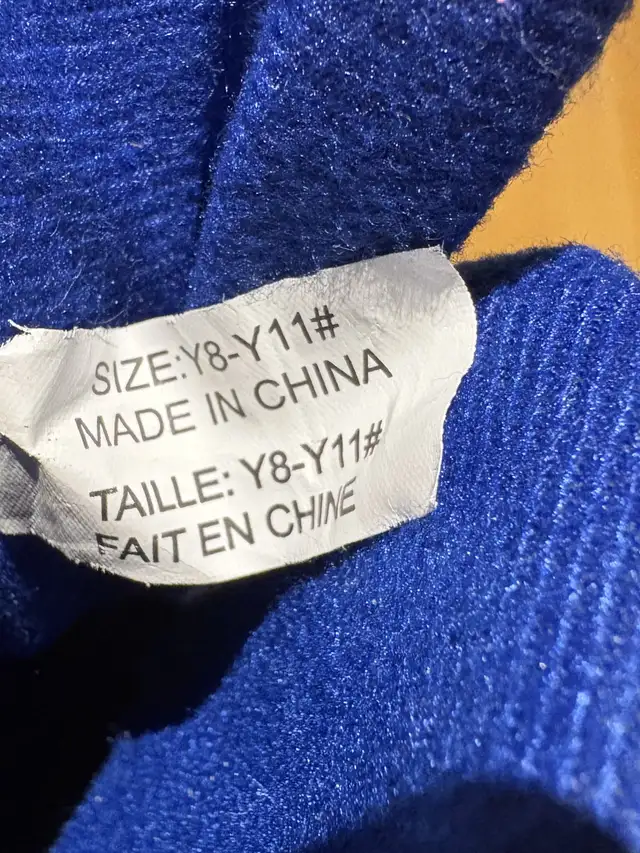 SIZE:Y8-Y11#
MADE IN CHINA
TAILLE: Y8-Y11#
FAIT EN CHINE